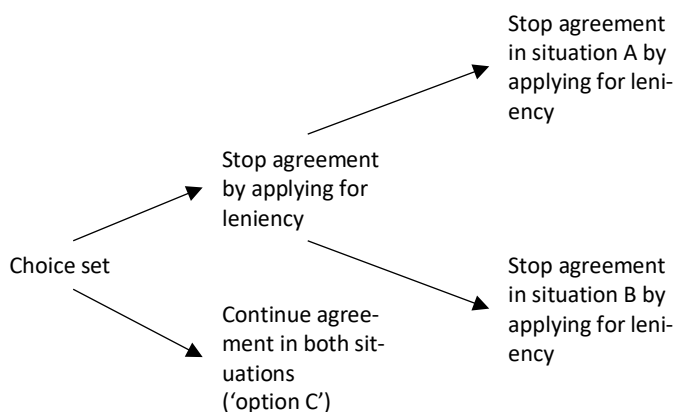 Choice set
Stop agreement
by applying for
leniency
Continue agree-
ment in both sit-
uations
(‘option C’)
Stop agreement
in situation A by
applying for leni-
ency
Stop agreement
in situation B by
applying for leni-
ency